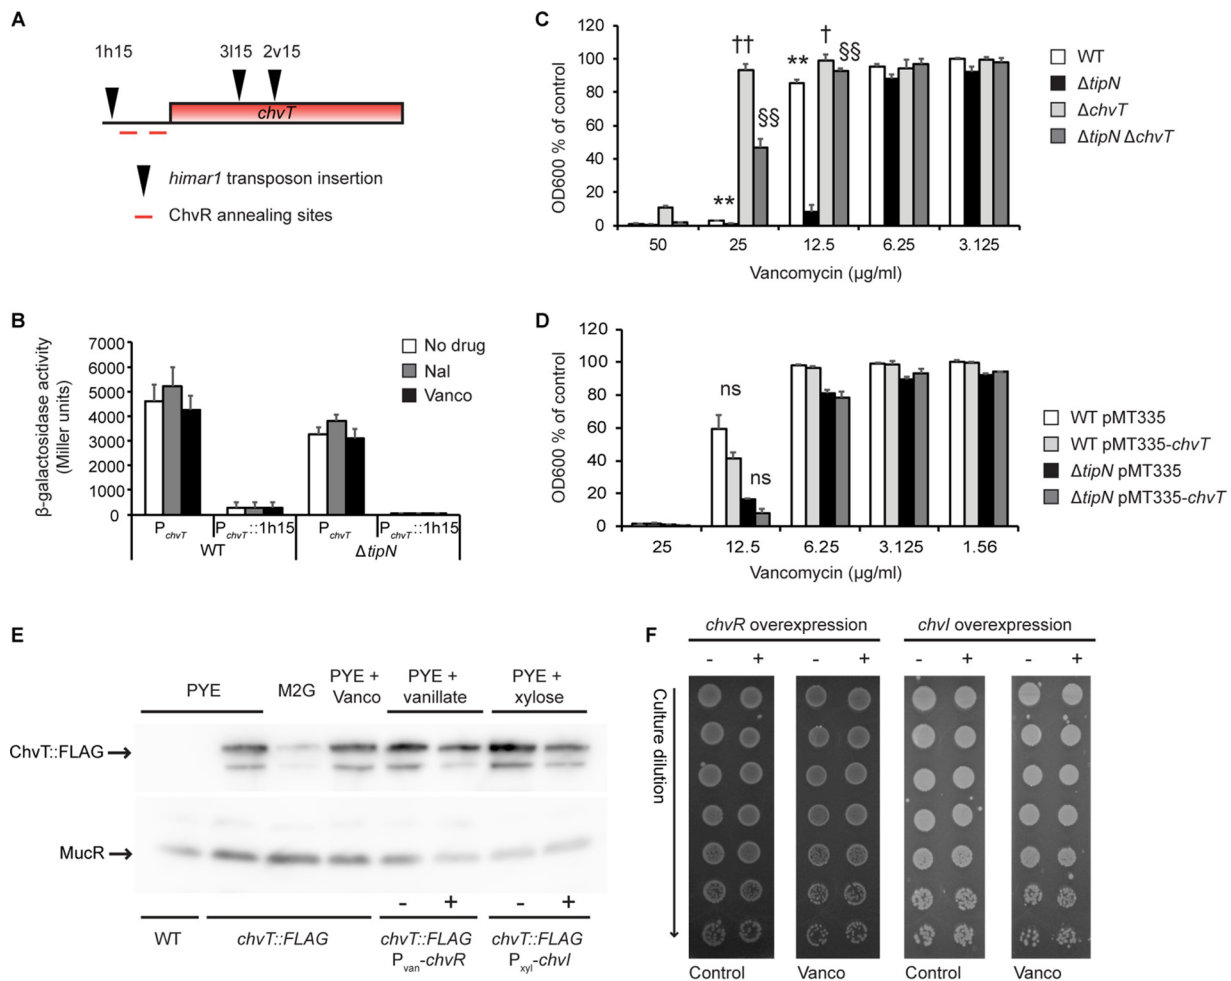 A
1h15
3l15 2v15
chvT
himar1 transposon insertion
ChvR annealing sites
B
β-galactosidase activity
(Miller units)
7000
6000
5000
4000
3000
2000
1000
0
No drug
Nal
Vanco
PchvT PchvT::1h15 PchvT PchvT::1h15
WT ΔtipN
C
OD600 % of control
120
100
80
60
40
20
0
** †† §§ ** † §§
50 25 12.5 6.25 3.125
Vancomycin (µg/ml)
WT
ΔtipN
ΔchvT
ΔtipN ΔchvT
D
OD600 % of control
120
100
80
60
40
20
0
ns
ns
25 12.5 6.25 3.125 1.56
Vancomycin (µg/ml)
WT pMT335
WT pMT335-chvT
ΔtipN pMT335
ΔtipN pMT335-chvT
E
PYE M2G PYE + Vanco PYE + vanillate PYE + xylose
ChvT::FLAG
MucR
- + - +
WT chvT::FLAG chvT::FLAG chvT::FLAG
Pvan-chvR Pxyl-chvI
F
chvR overexpression chvI overexpression
- + - + - + - +
Culture dilution
Control Vanco Control Vanco